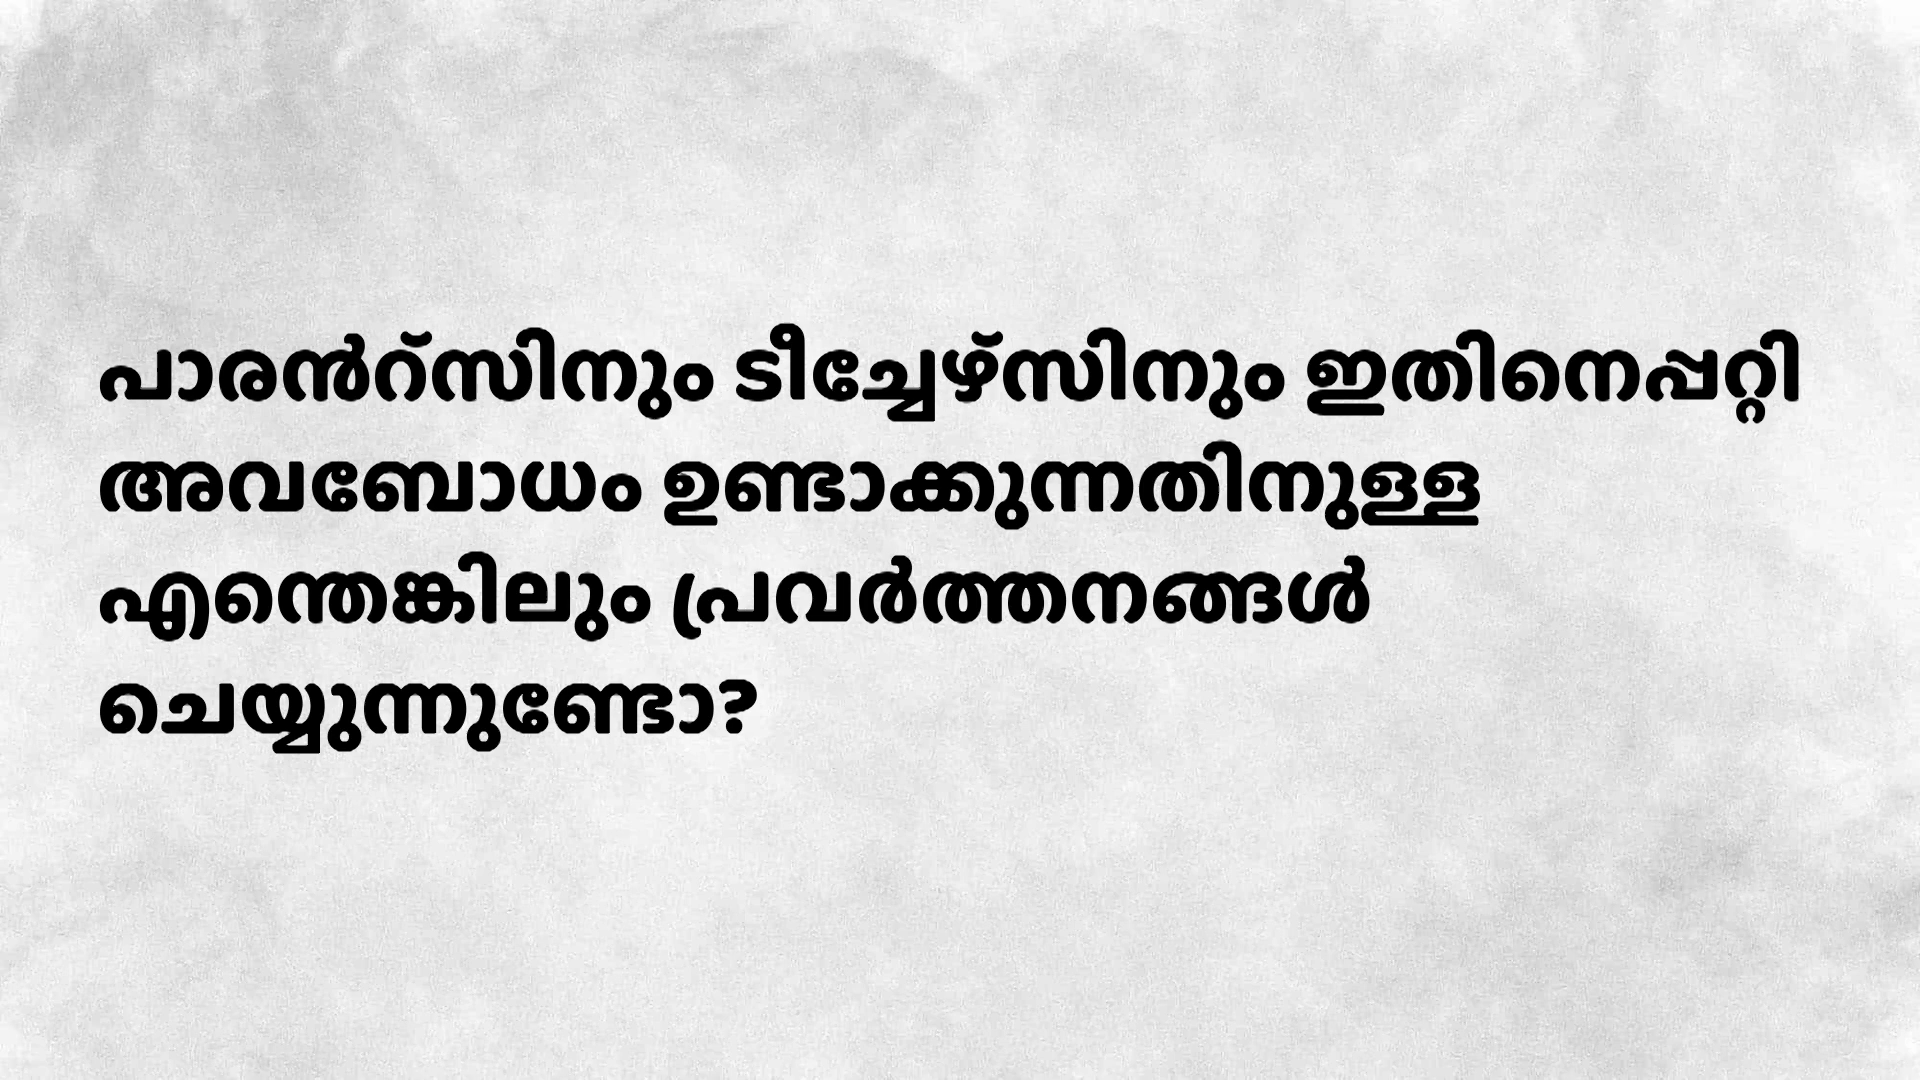 പാരൻറ്സിനും ടീച്ചേഴ്സിനും ഇതിനെപ്പറ്റി
അവബോധം ഉണ്ടാക്കുന്നതിനുള്ള
എന്തെങ്കിലും പ്രവർത്തനങ്ങൾ
ചെയ്യുന്നുണ്ടോ?